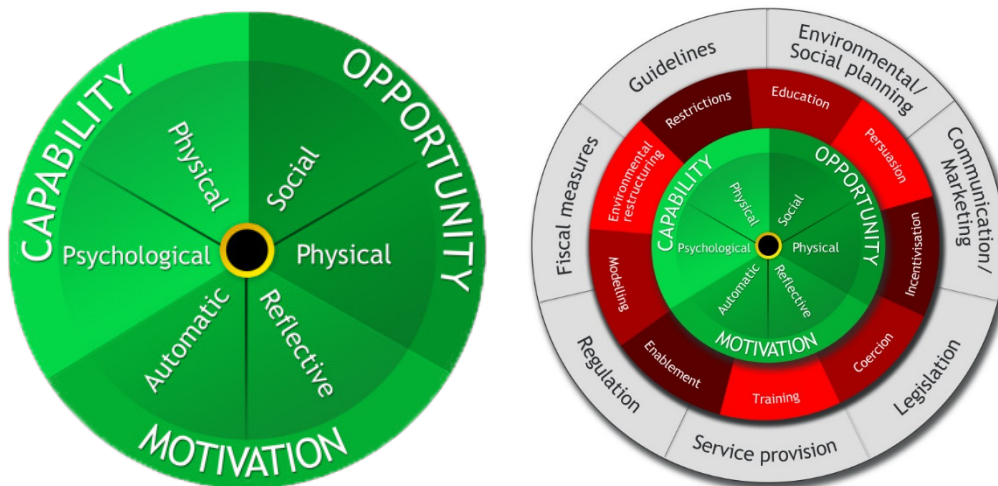 CAPABILITY
OPPORTUNITY
MOTIVATION
Physical
Social
Psychological
Physical
Automatic
Reflective
Guidelines
Environmental/
Social planning
Communication/
Marketing
Legislation
Service provision
Regulation
Fiscal measures
Restrictions
Education
Persuasion
Incentivisation
Coercion
Training
Enablement
Modelling
Environmental
restructuring
CAPABILITY
OPPORTUNITY
MOTIVATION
Physical
Social
Psychological
Physical
Automatic
Reflective